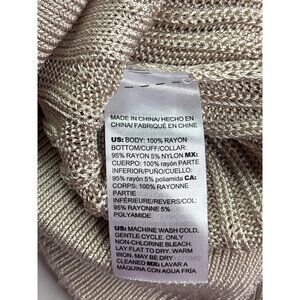 MADE IN CHINA/ HECHO EN
CHINA/ FABRIQUÉ EN CHINE
US: BODY: 100% RAYON
BOTTOM/CUFF/COLLAR:
95% RAYON 5% NYLON MX:
CUERPO: 100% rayón PARTE
INFERIOR/PUÑO/CUELLO:
95% rayón 5% poliamida CA:
CORPS: 100% RAYONNE
PARTIE
INFÉRIEURE/REVERS/COL:
95% RAYONNE 5%
POLYAMIDE
US: MACHINE WASH COLD,
GENTLE CYCLE. ONLY
NON-CHLORINE BLEACH.
LAY FLAT TO DRY. WARM
IRON. MAY BE DRY
CLEANED MX: LAVAR A
MÁQUINA CON AGUA FRÍA